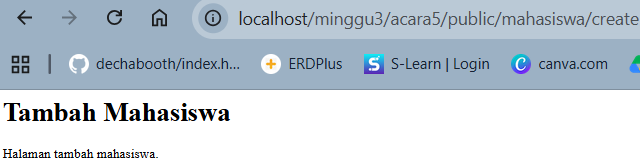 localhost/minggu3/acara5/public/mahasiswa/create
dechabooth/index.h... ERDPlus S-Learn | Login canva.com
Tambah Mahasiswa
Halaman tambah mahasiswa.